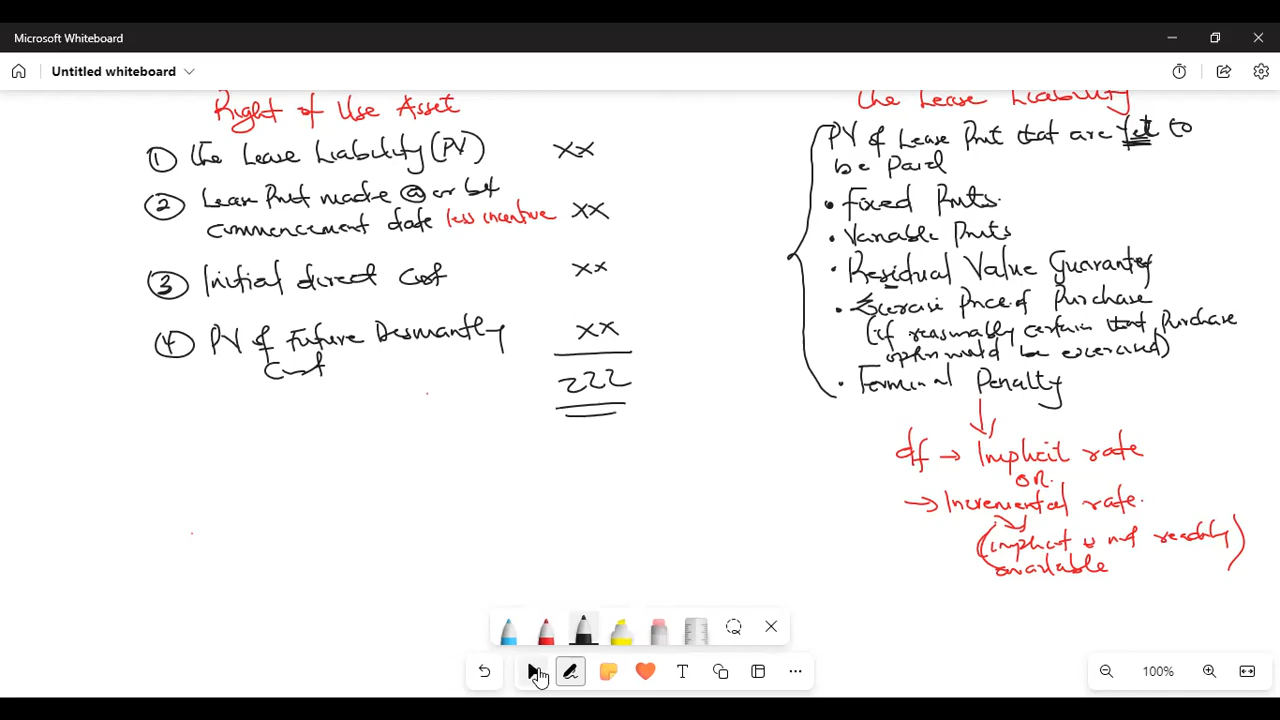 Microsoft Whiteboard
Untitled whiteboard
Right of Use Asset
① The Lease Liability (PV) xx
② Lease Pmt made @ or bef
commencement date less incentive xx
③ Initial direct Cost xx
④ PV of Future Dismantling xx
Cost
222
The Lease Liability
PV of Lease Pmt that are Yet to
be Paid
• Fixed Pmts.
• Variable Pmts
• Residual Value Guarantey
• Exercise Price of Purchase
(if reasonably certain that Purchase
option would be exercised)
• Terminal Penalty
df → Implicit rate
OR.
→ Incremental rate.
(implicit is not readily
available
100%